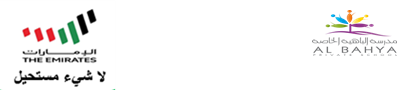 الإمارات
THE EMIRATES
لا شيء مستحيل
مدرسة الباهية الخاصة
AL BAHYA
PRIVATE SCHOOL